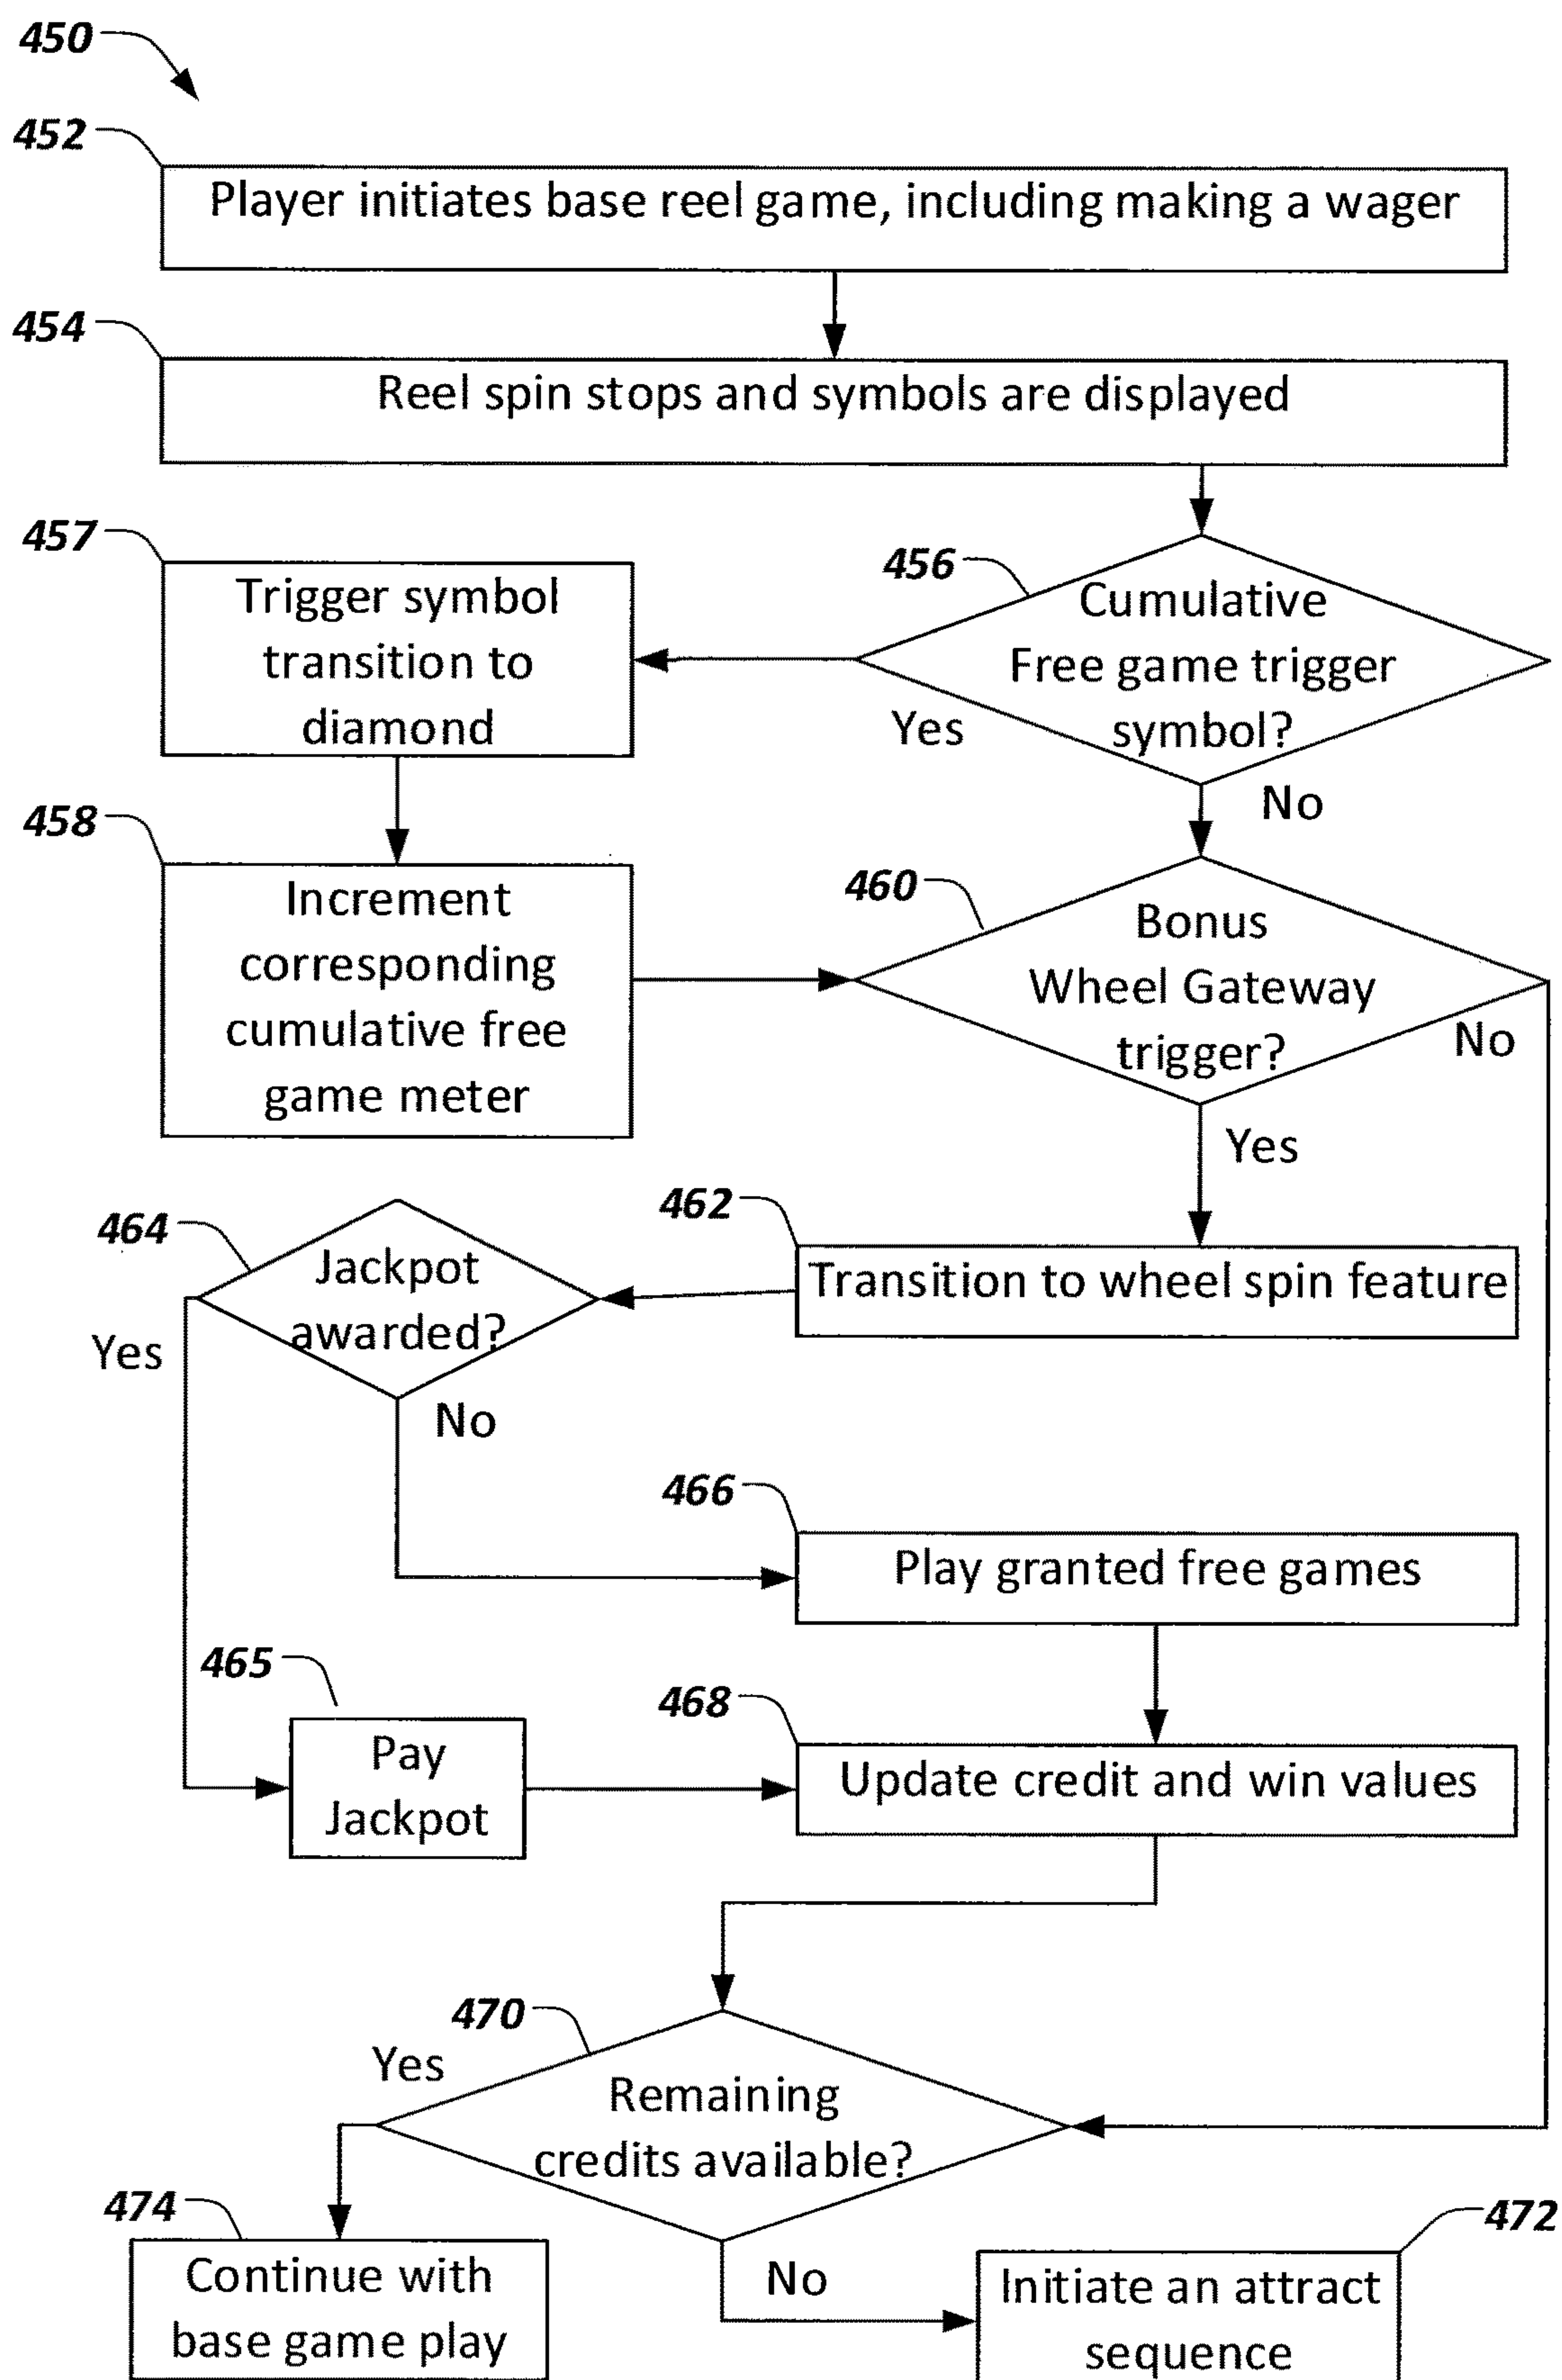 450
452
Player initiates base reel game, including making a wager
454
Reel spin stops and symbols are displayed
457
Trigger symbol
transition to
diamond
456
Cumulative
Free game trigger
symbol?
Yes
No
458
Increment
corresponding
cumulative free
game meter
460
Bonus
Wheel Gateway
trigger?
No
Yes
462
Transition to wheel spin feature
464
Jackpot
awarded?
Yes
No
466
Play granted free games
465
Pay
Jackpot
468
Update credit and win values
470
Yes
Remaining
credits available?
474
Continue with
base game play
No
472
Initiate an attract
sequence